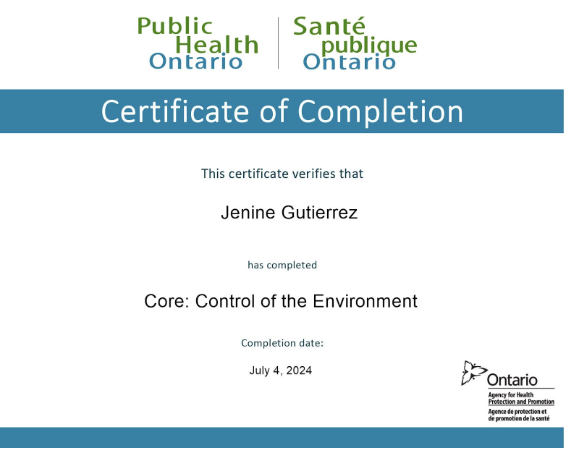 Public Health Ontario
Santé publique Ontario
Certificate of Completion
This certificate verifies that
Jenine Gutierrez
has completed
Core: Control of the Environment
Completion date:
July 4, 2024
Ontario
Agency for Health
Protection and Promotion
Agence de protection et
de promotion de la santé